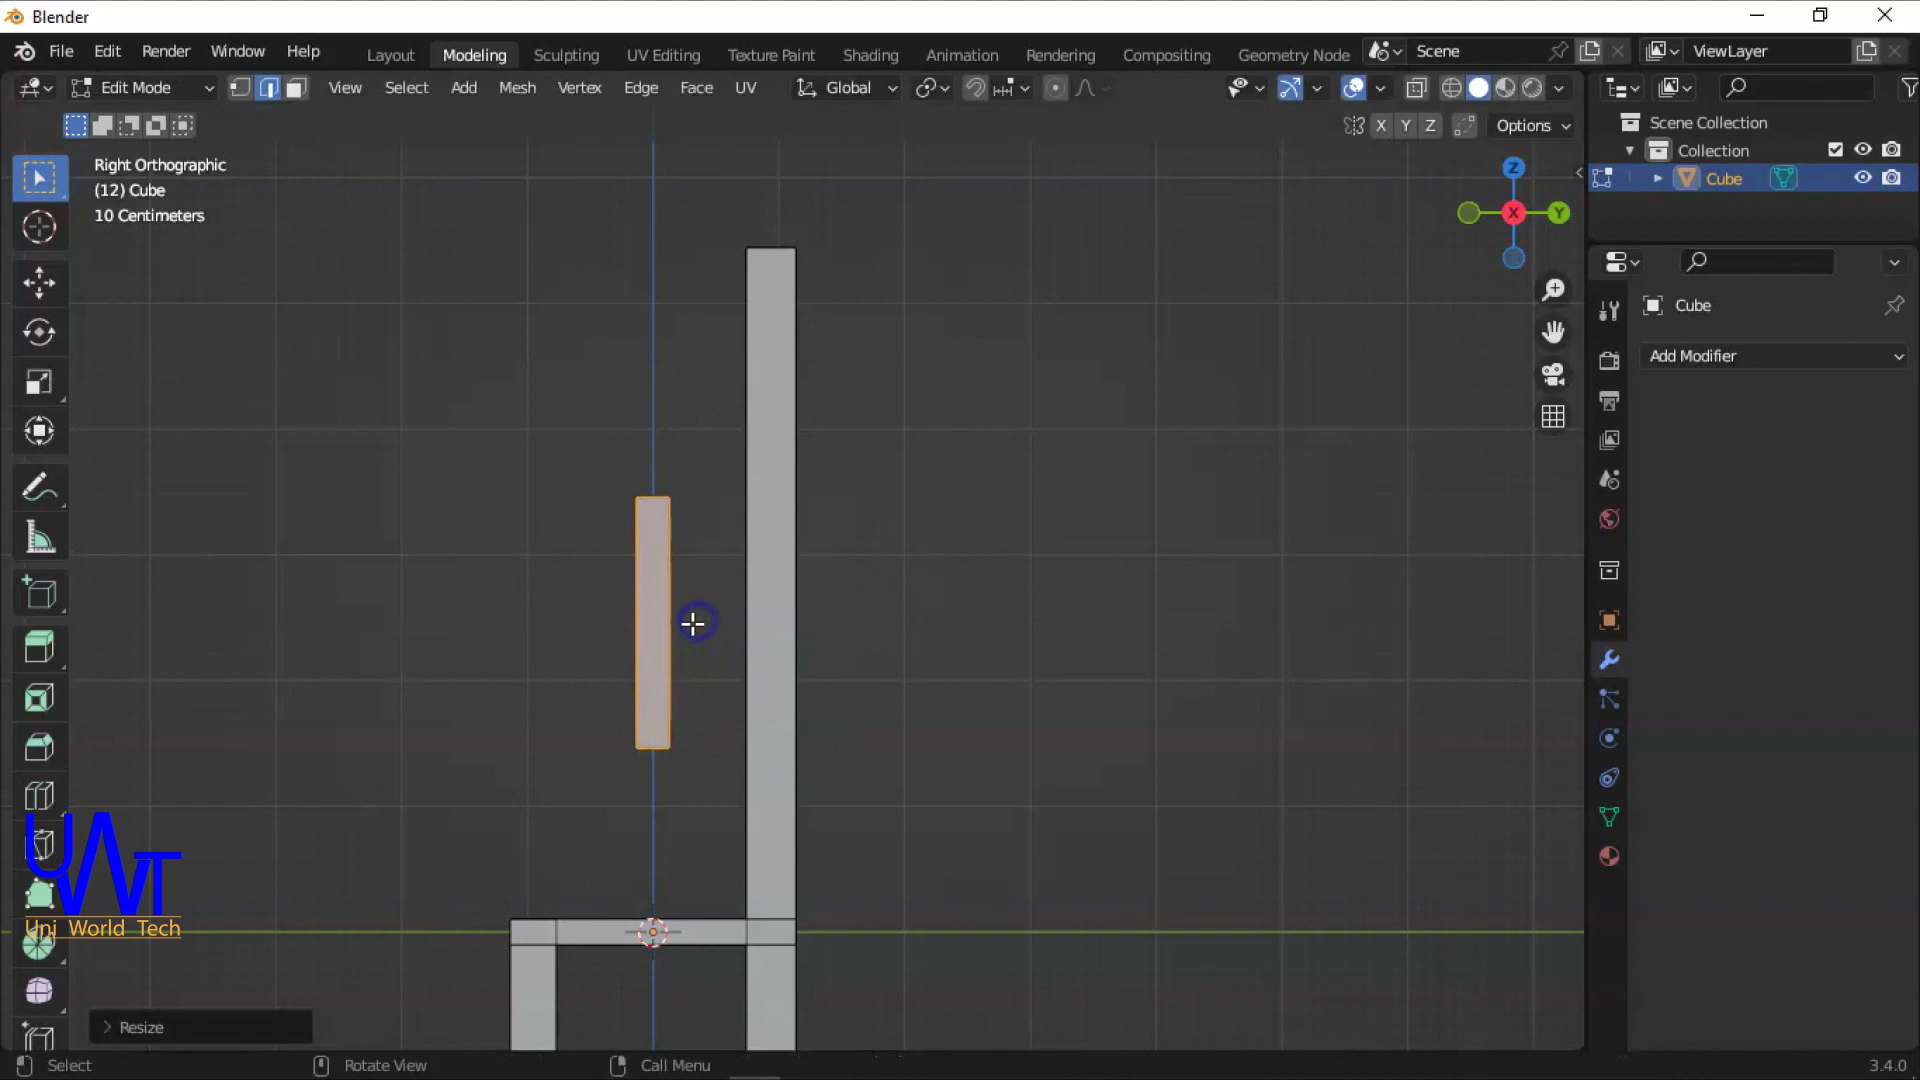 Blender
File Edit Render Window Help
Layout Modeling Sculpting UV Editing Texture Paint Shading Animation Rendering Compositing Geometry Node
Scene
ViewLayer
Edit Mode
View Select Add Mesh Vertex Edge Face UV
Global
X Y Z
Options
Right Orthographic
(12) Cube
10 Centimeters
Z
X
Y
Scene Collection
Collection
Cube
Cube
Add Modifier
UWT
Uni World Tech
Resize
Select
Rotate View
Call Menu
3.4.0